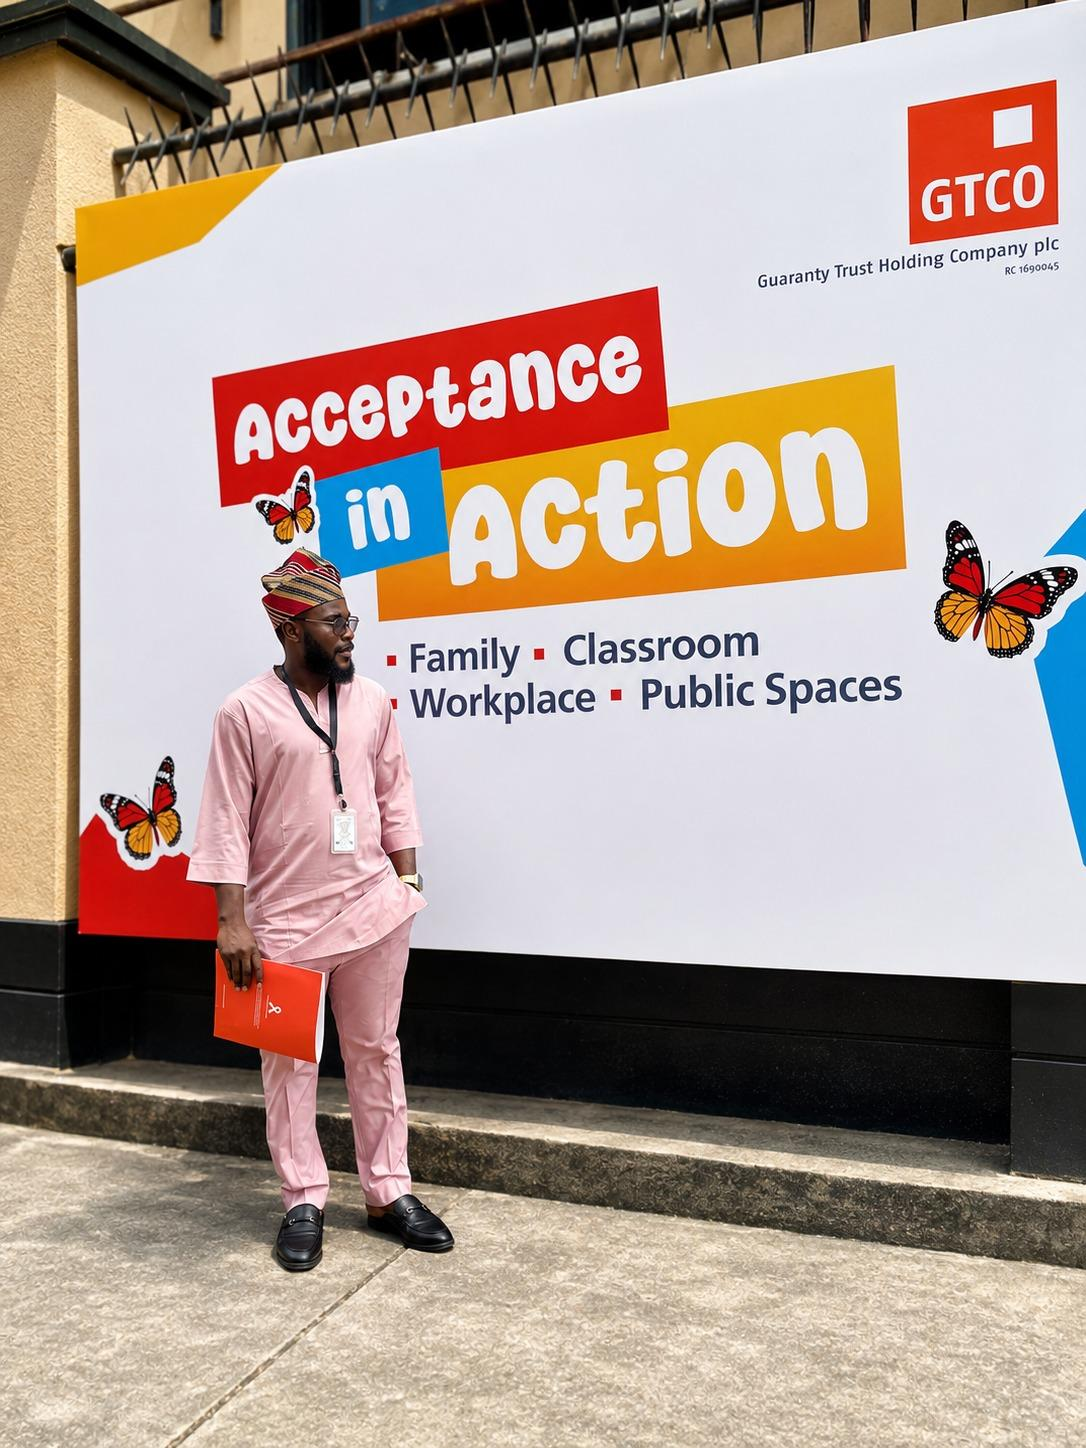 GTCO
Guaranty Trust Holding Company plc
RC 1690045
Acceptance
in Action
▪ Family ▪ Classroom
▪ Workplace ▪ Public Spaces